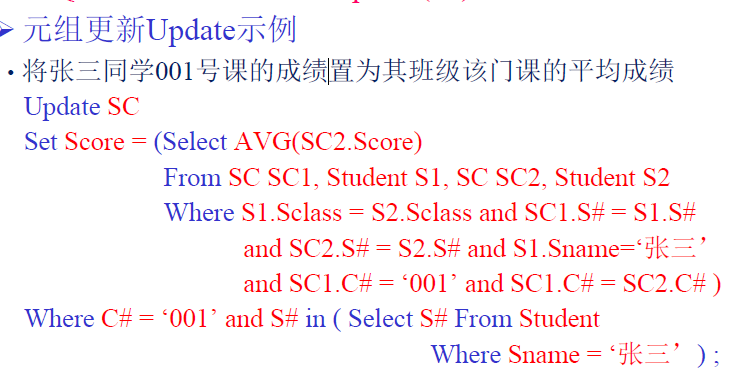 ➢ 元组更新Update示例
• 将张三同学001号课的成绩置为其班级该门课的平均成绩
Update SC
Set Score = (Select AVG(SC2.Score)
From SC SC1, Student S1, SC SC2, Student S2
Where S1.Sclass = S2.Sclass and SC1.S# = S1.S#
and SC2.S# = S2.S# and S1.Sname=‘张三’
and SC1.C# = ‘001’ and SC1.C# = SC2.C# )
Where C# = ‘001’ and S# in ( Select S# From Student
Where Sname = ‘张三’ ) ;